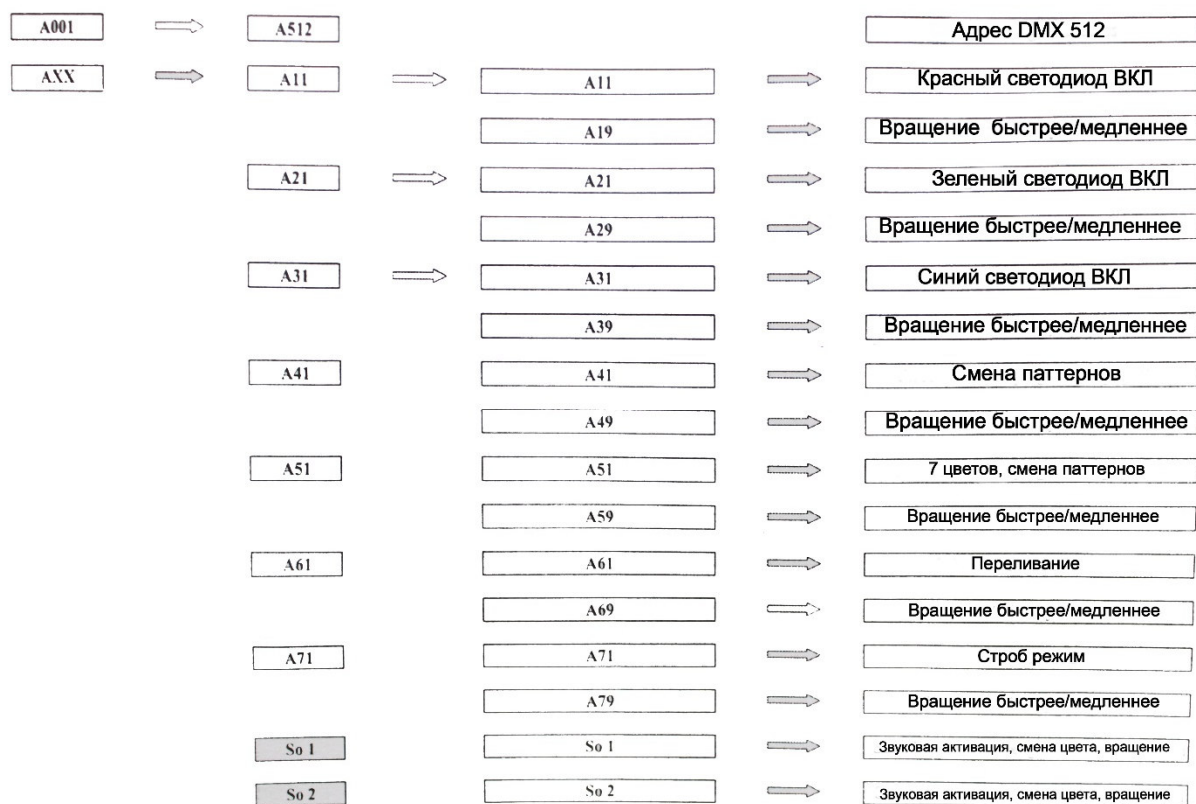 A001 A512 Адрес DMX 512
AXX A11 A11 Красный светодиод ВКЛ
A19 Вращение быстрее/медленнее
A21 A21 Зеленый светодиод ВКЛ
A29 Вращение быстрее/медленнее
A31 A31 Синий светодиод ВКЛ
A39 Вращение быстрее/медленнее
A41 A41 Смена паттернов
A49 Вращение быстрее/медленнее
A51 A51 7 цветов, смена паттернов
A59 Вращение быстрее/медленнее
A61 A61 Переливание
A69 Вращение быстрее/медленнее
A71 A71 Строб режим
A79 Вращение быстрее/медленнее
So 1 So 1 Звуковая активация, смена цвета, вращение
So 2 So 2 Звуковая активация, смена цвета, вращение